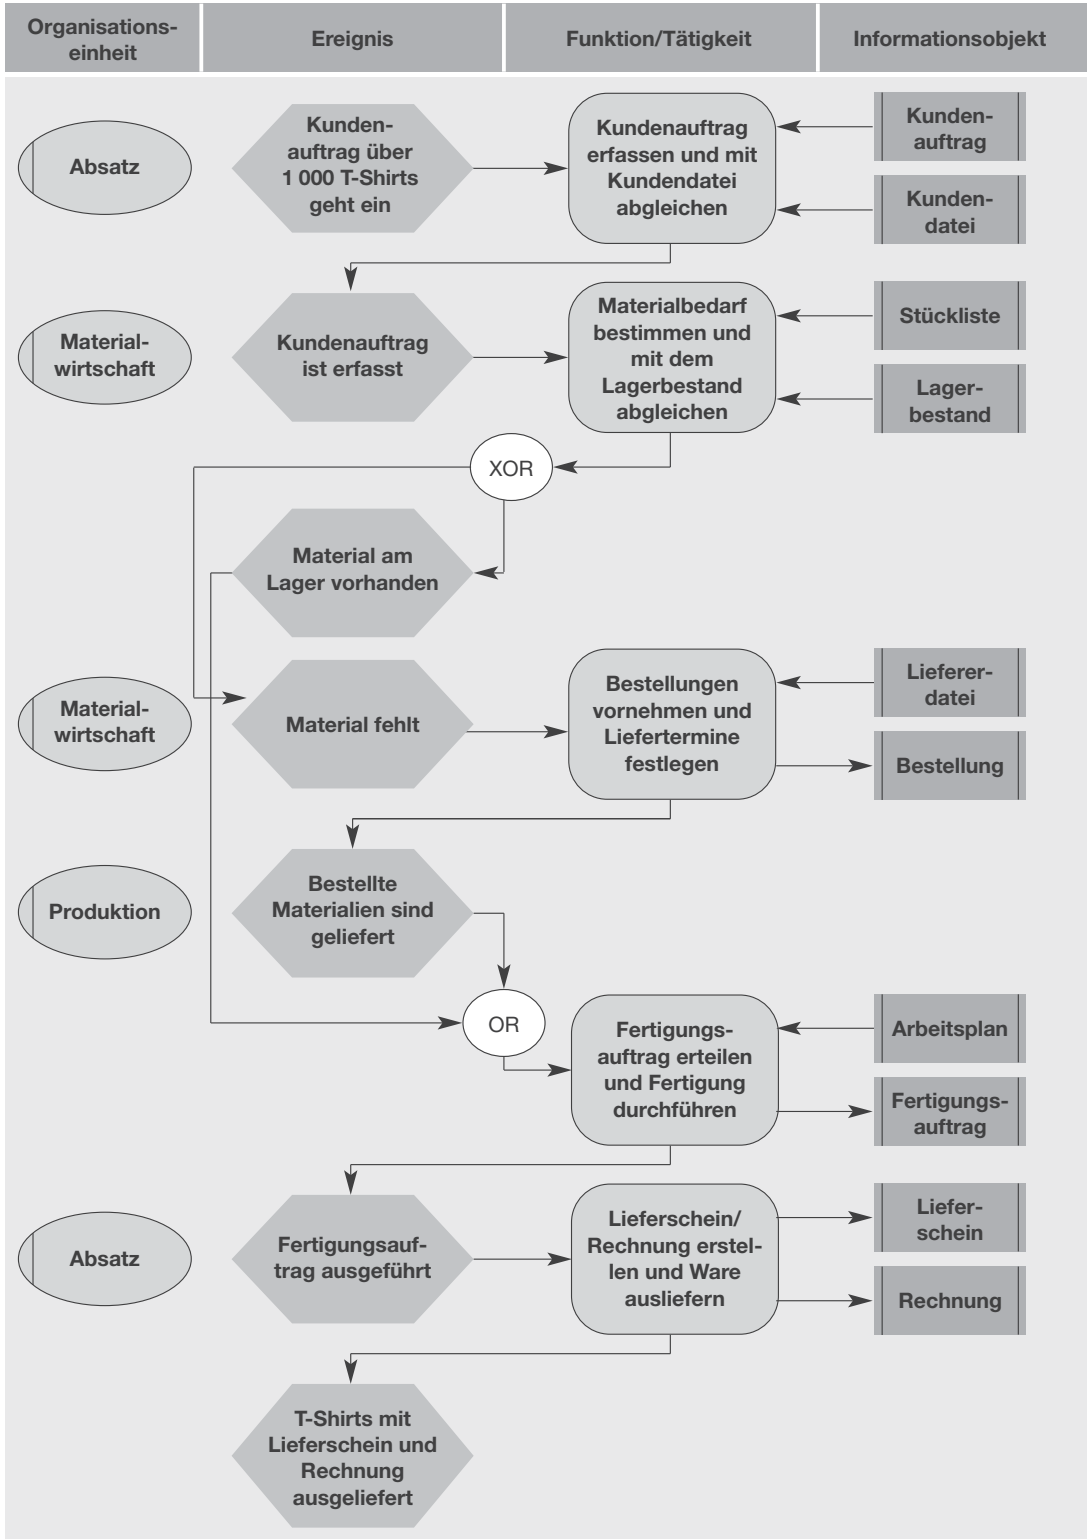 Organisations-
einheit
Ereignis
Funktion/Tätigkeit
Informationsobjekt
Absatz
Kunden-
auftrag über
1 000 T-Shirts
geht ein
Kundenauftrag
erfassen und mit
Kundendatei
abgleichen
Kunden-
auftrag
Kunden-
datei
Material-
wirtschaft
Kundenauftrag
ist erfasst
Materialbedarf
bestimmen und
mit dem
Lagerbestand
abgleichen
Stückliste
Lager-
bestand
XOR
Material am
Lager vorhanden
Material-
wirtschaft
Material fehlt
Bestellungen
vornehmen und
Liefertermine
festlegen
Lieferer-
datei
Bestellung
Produktion
Bestellte
Materialien sind
geliefert
OR
Fertigungs-
auftrag erteilen
und Fertigung
durchführen
Arbeitsplan
Fertigungs-
auftrag
Absatz
Fertigungsauf-
trag ausgeführt
Lieferschein/
Rechnung erstel-
len und Ware
ausliefern
Liefer-
schein
Rechnung
T-Shirts mit
Lieferschein und
Rechnung
ausgeliefert